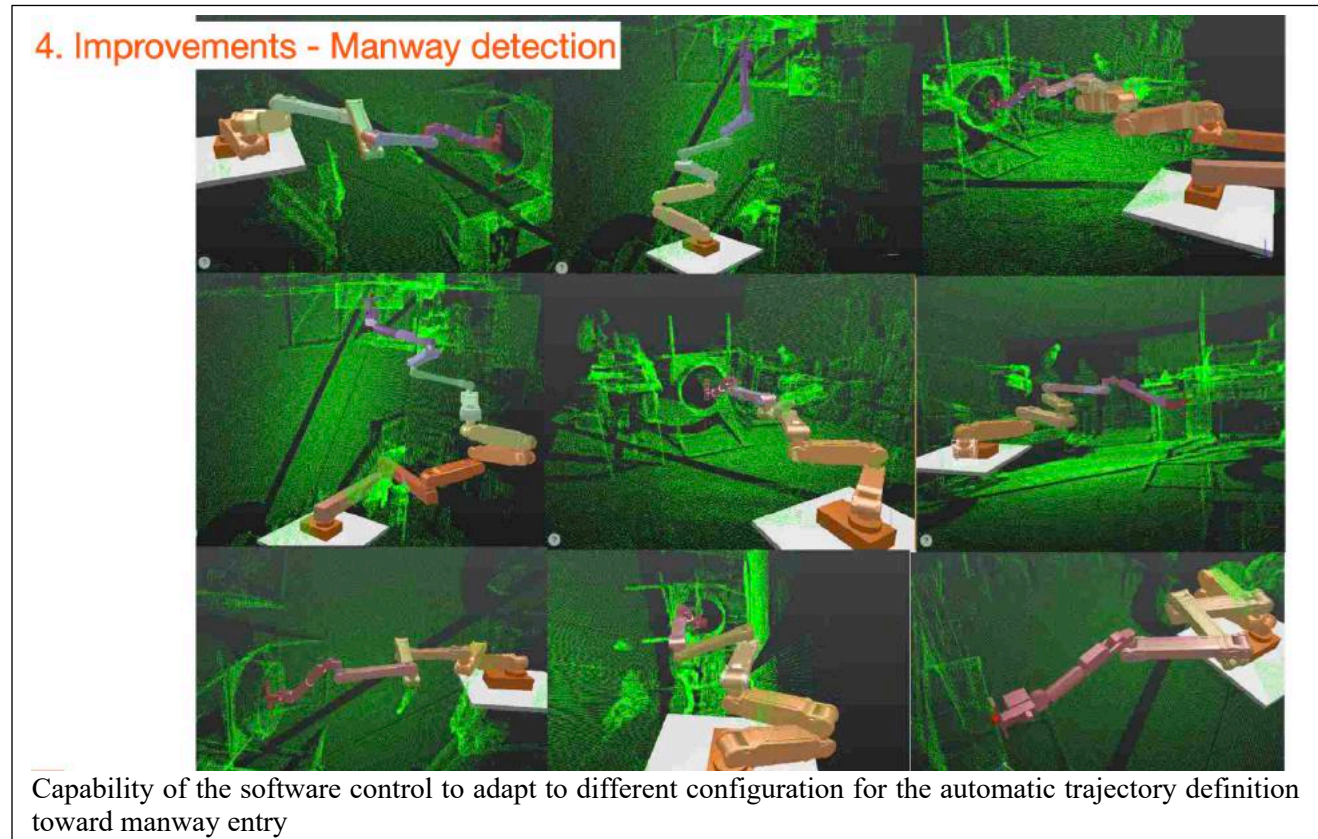 4. Improvements - Manway detection
Capability of the software control to adapt to different configuration for the automatic trajectory definition
toward manway entry